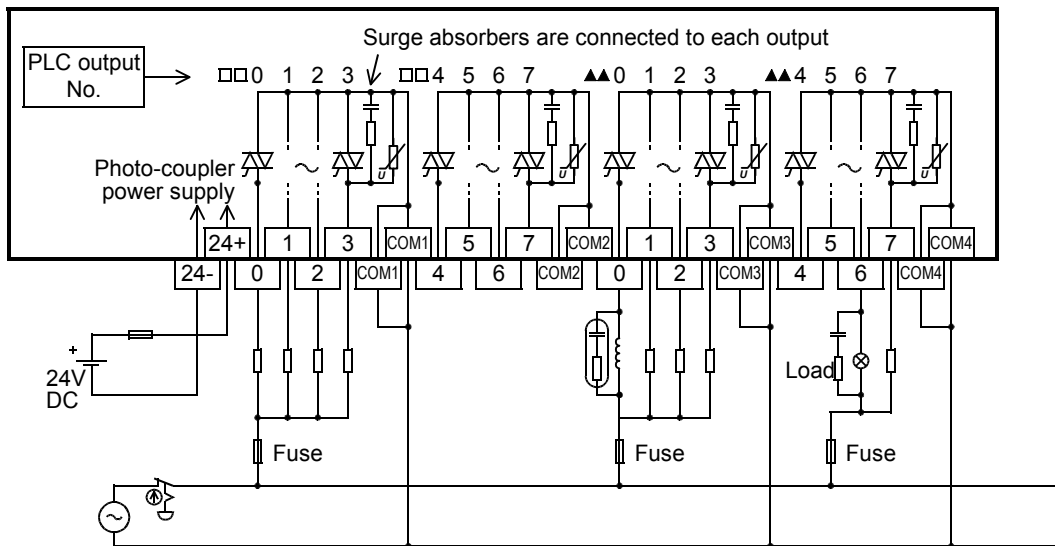 Surge absorbers are connected to each output
PLC output
No.
□□0 1 2 3 □□4 5 6 7 ▲▲0 1 2 3 ▲▲4 5 6 7
Photo-coupler
power supply
U U U U
24+ 1 3 COM1 5 7 COM2 1 3 COM3 5 7 COM4
24- 0 2 COM1 4 6 COM2 0 2 COM3 4 6 COM4
+
24V
DC
Load
Fuse Fuse Fuse